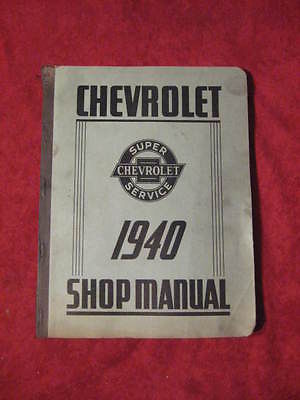 CHEVROLET
SUPER
CHEVROLET
SERVICE
1940
SHOP MANUAL